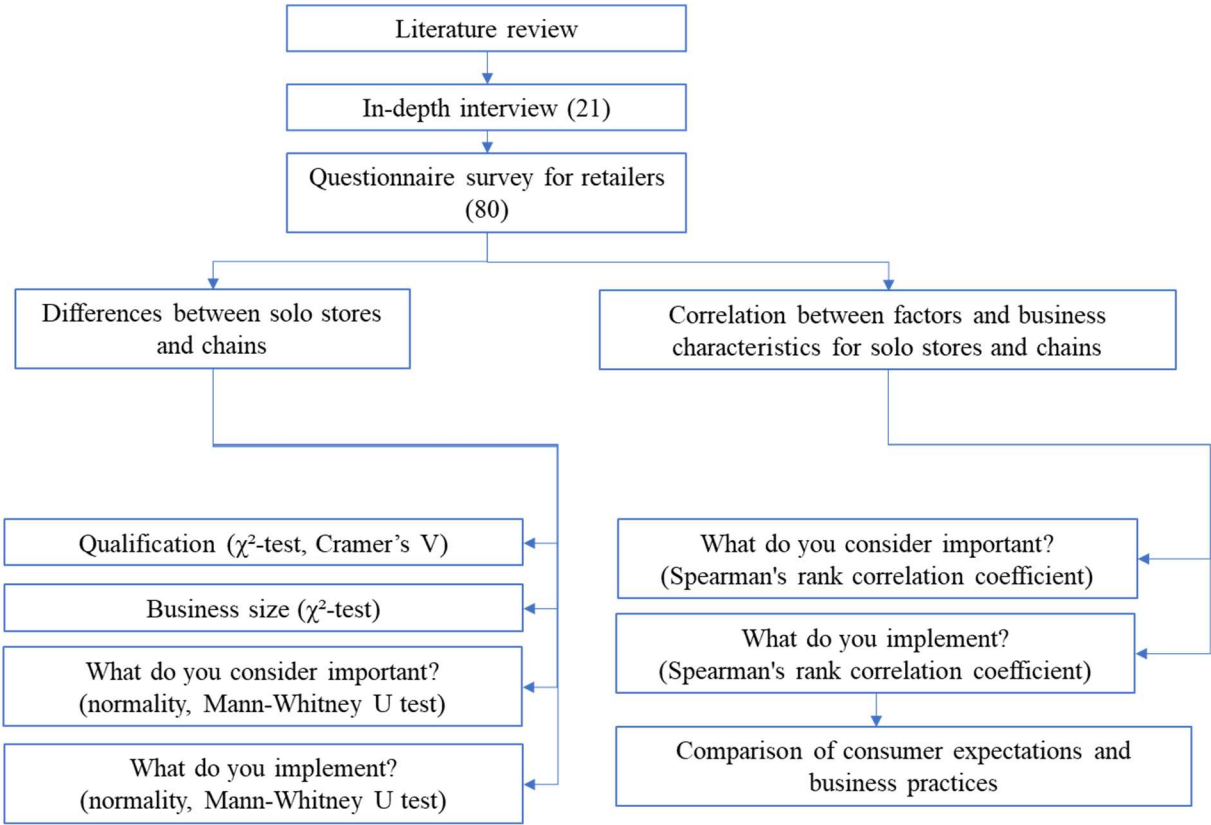 Literature review
In-depth interview (21)
Questionnaire survey for retailers
(80)
Differences between solo stores
and chains
Correlation between factors and business
characteristics for solo stores and chains
Qualification (χ²-test, Cramer’s V)
Business size (χ²-test)
What do you consider important?
(normality, Mann-Whitney U test)
What do you implement?
(normality, Mann-Whitney U test)
What do you consider important?
(Spearman's rank correlation coefficient)
What do you implement?
(Spearman's rank correlation coefficient)
Comparison of consumer expectations and
business practices